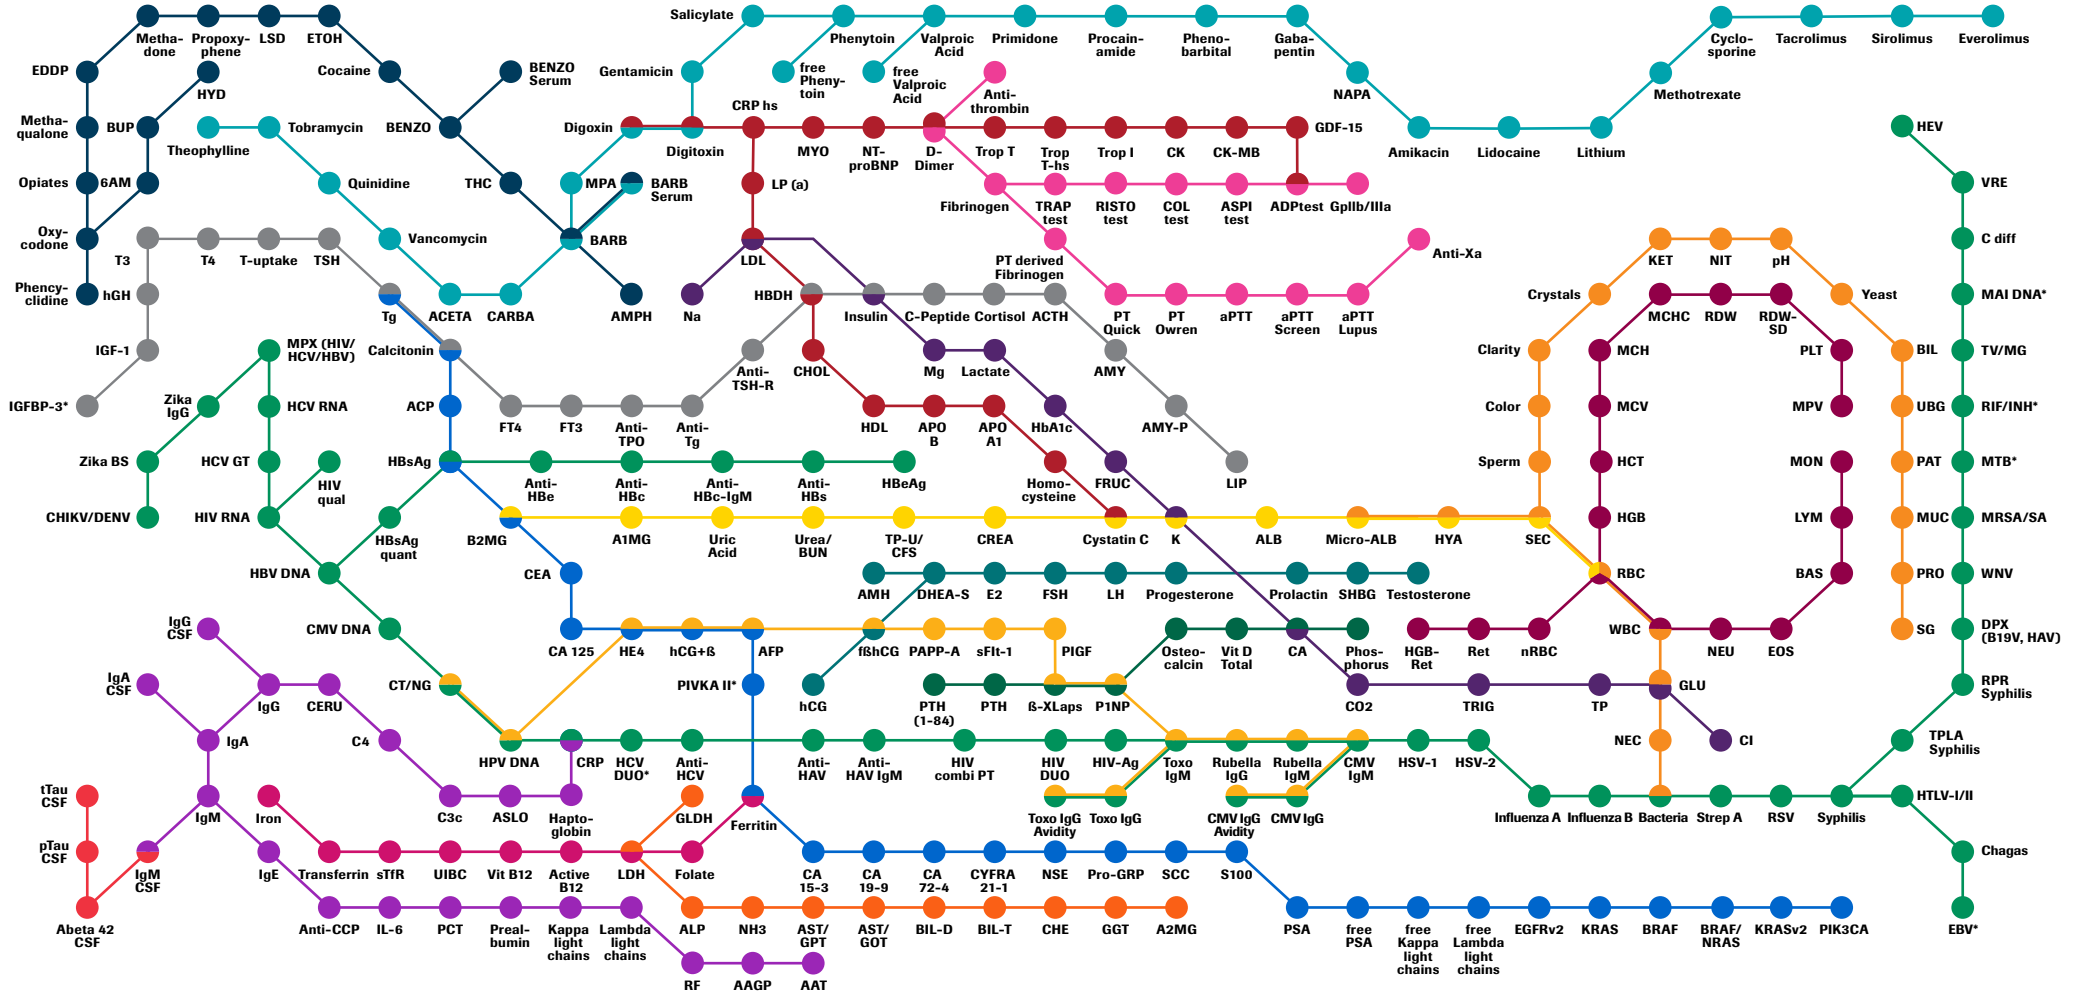 Metha-
done
Propoxy-
phene
LSD
ETOH
Salicylate
Phenytoin
Valproic
Acid
Primidone
Procain-
amide
Pheno-
barbital
Gaba-
pentin
Cyclo-
sporine
Tacrolimus
Sirolimus
Everolimus
EDDP
HYD
Cocaine
BENZO
Serum
Gentamicin
free
Pheny-
toin
free
Valproic
Acid
Anti-
thrombin
NAPA
Methotrexate
Metha-
qualone
BUP
Theophylline
Tobramycin
BENZO
Digoxin
Digitoxin
CRP hs
MYO
NT-
proBNP
D-
Dimer
Trop T
Trop
T-hs
Trop I
CK
CK-MB
GDF-15
Amikacin
Lidocaine
Lithium
HEV
Opiates
6AM
Quinidine
THC
MPA
BARB
Serum
LP (a)
Fibrinogen
TRAP
test
RISTO
test
COL
test
ASPI
test
ADPtest
GpIIb/IIIa
VRE
Oxy-
codone
T3
T4
T-uptake
TSH
Vancomycin
BARB
LDL
PT derived
Fibrinogen
Anti-Xa
KET
NIT
pH
C diff
Phency-
clidine
hGH
Tg
ACETA
CARBA
AMPH
Na
HBDH
Insulin
C-Peptide
Cortisol
ACTH
PT
Quick
PT
Owren
aPTT
aPTT
Screen
aPTT
Lupus
Crystals
MCHC
RDW
RDW-
SD
Yeast
MAI DNA*
IGF-1
MPX (HIV/
HCV/HBV)
Calcitonin
Anti-
TSH-R
CHOL
Mg
Lactate
AMY
Clarity
MCH
PLT
BIL
TV/MG
IGFBP-3*
Zika
IgG
HCV RNA
ACP
FT4
FT3
Anti-
TPO
Anti-
Tg
HDL
APO
B
APO
A1
HbA1c
AMY-P
Color
MCV
MPV
UBG
RIF/INH*
Zika BS
HCV GT
HIV
qual
HBsAg
Anti-
HBe
Anti-
HBc
Anti-
HBc-IgM
Anti-
HBs
HBeAg
Homo-
cysteine
FRUC
LIP
Sperm
HCT
MON
PAT
MTB*
CHIKV/DENV
HIV RNA
HBsAg
quant
B2MG
A1MG
Uric
Acid
Urea/
BUN
TP-U/
CFS
CREA
Cystatin C
K
ALB
Micro-ALB
HYA
SEC
HGB
LYM
MUC
MRSA/SA
HBV DNA
CEA
AMH
DHEA-S
E2
FSH
LH
Progesterone
Prolactin
SHBG
Testosterone
RBC
BAS
PRO
WNV
IgG
CSF
CMV DNA
CA 125
HE4
hCG+ß
AFP
fßhCG
PAPP-A
sFlt-1
PIGF
Osteo-
calcin
Vit D
Total
CA
Phos-
phorus
HGB-
Ret
Ret
nRBC
WBC
NEU
EOS
SG
DPX
(B19V, HAV)
IgA
CSF
IgG
CERU
CT/NG
PIVKA II*
hCG
PTH
(1-84)
PTH
ß-XLaps
P1NP
CO2
TRIG
TP
GLU
RPR
Syphilis
IgA
C4
HPV DNA
CRP
HCV
DUO*
Anti-
HCV
Anti-
HAV
Anti-
HAV IgM
HIV
combi PT
HIV
DUO
HIV-Ag
Toxo
IgM
Rubella
IgG
Rubella
IgM
CMV
IgM
HSV-1
HSV-2
NEC
CI
TPLA
Syphilis
tTau
CSF
IgM
Iron
C3c
ASLO
Hapto-
globin
GLDH
Ferritin
Toxo IgG
Avidity
Toxo IgG
CMV IgG
Avidity
CMV IgG
Influenza A
Influenza B
Bacteria
Strep A
RSV
Syphilis
HTLV-I/II
pTau
CSF
IgM
CSF
IgE
Transferrin
sTfR
UIBC
Vit B12
Active
B12
LDH
Folate
CA
15-3
CA
19-9
CA
72-4
CYFRA
21-1
NSE
Pro-GRP
SCC
S100
Chagas
Abeta 42
CSF
Anti-CCP
IL-6
PCT
Preal-
bumin
Kappa
light
chains
Lambda
light
chains
ALP
NH3
AST/
GPT
AST/
GOT
BIL-D
BIL-T
CHE
GGT
A2MG
PSA
free
PSA
free
Kappa
light
chains
free
Lambda
light
chains
EGFRv2
KRAS
BRAF
BRAF/
NRAS
KRASv2
PIK3CA
EBV*
RF
AAGP
AAT